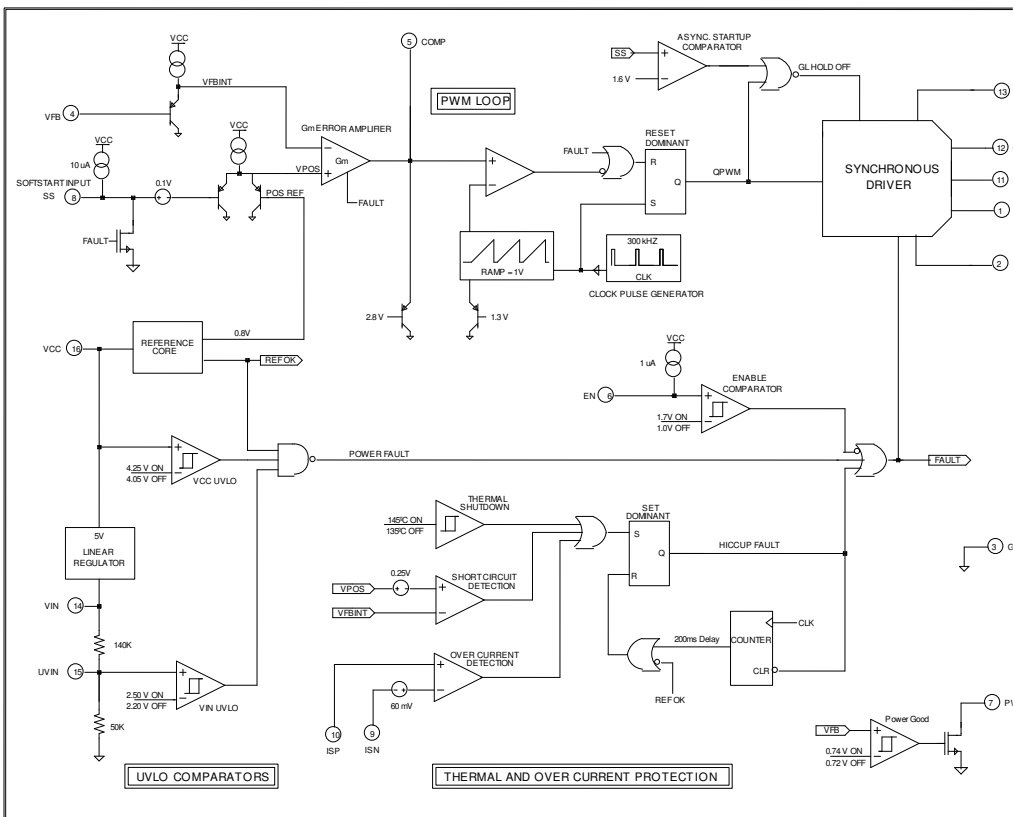 VCC
VFBINT
VFB 4
Gm ERROR AMPLIFIER
Gm
VPOS
FAULT
VCC
10 uA
SOFTSTART INPUT
SS 8
0.1V
VCC
POS REF
FAULT
5 COMP
PWM LOOP
ASYNC. STARTUP
COMPARATOR
SS
1.6 V
GL HOLD OFF
FAULT
RESET
DOMINANT
R
Q
S
QPWM
SYNCHRONOUS
DRIVER
13
12
11
1
2
RAMP = 1V
300 kHZ
CLK
CLOCK PULSE GENERATOR
2.8 V
1.3 V
0.8V
VCC 16
REFERENCE
CORE
REFOK
VCC
1 uA
EN 6
ENABLE
COMPARATOR
1.7V ON
1.0V OFF
POWER FAULT
FAULT
4.25 V ON
4.05 V OFF
VCC UVLO
5V
LINEAR
REGULATOR
VIN 14
140K
UVIN 15
50K
2.50 V ON
2.20 V OFF
VIN UVLO
THERMAL
SHUTDOWN
145ºC ON
135ºC OFF
SET
DOMINANT
S
Q
R
HICCUP FAULT
0.25V
VPOS
VFBINT
SHORT CIRCUIT
DETECTION
OVER CURRENT
DETECTION
60 mV
10
ISP
9
ISN
200ms Delay
COUNTER
CLK
CLR
REFOK
3 G
7 P
Power Good
VFB
0.74 V ON
0.72 V OFF
UVLO COMPARATORS
THERMAL AND OVER CURRENT PROTECTION